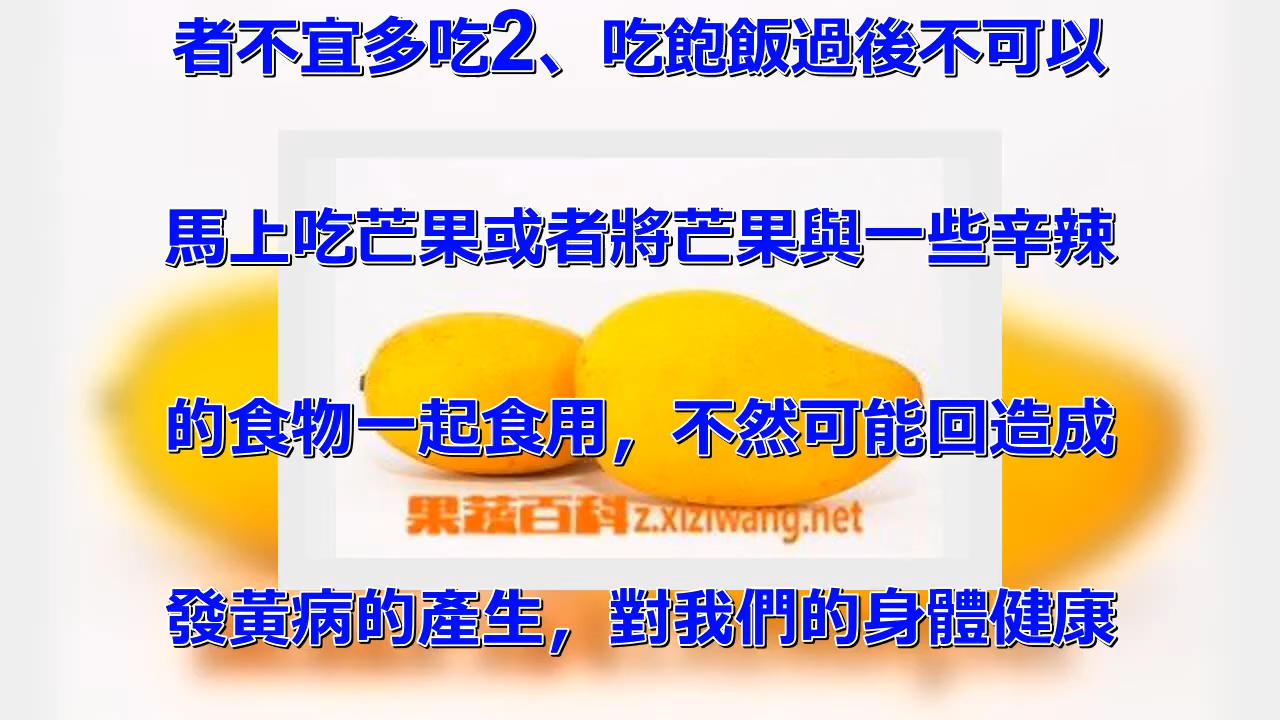 者不宜多吃2、吃飽飯過後不可以
馬上吃芒果或者將芒果與一些辛辣
的食物一起食用，不然可能回造成
果蔬百科z.xiziwang.net
發黃病的產生，對我們的身體健康